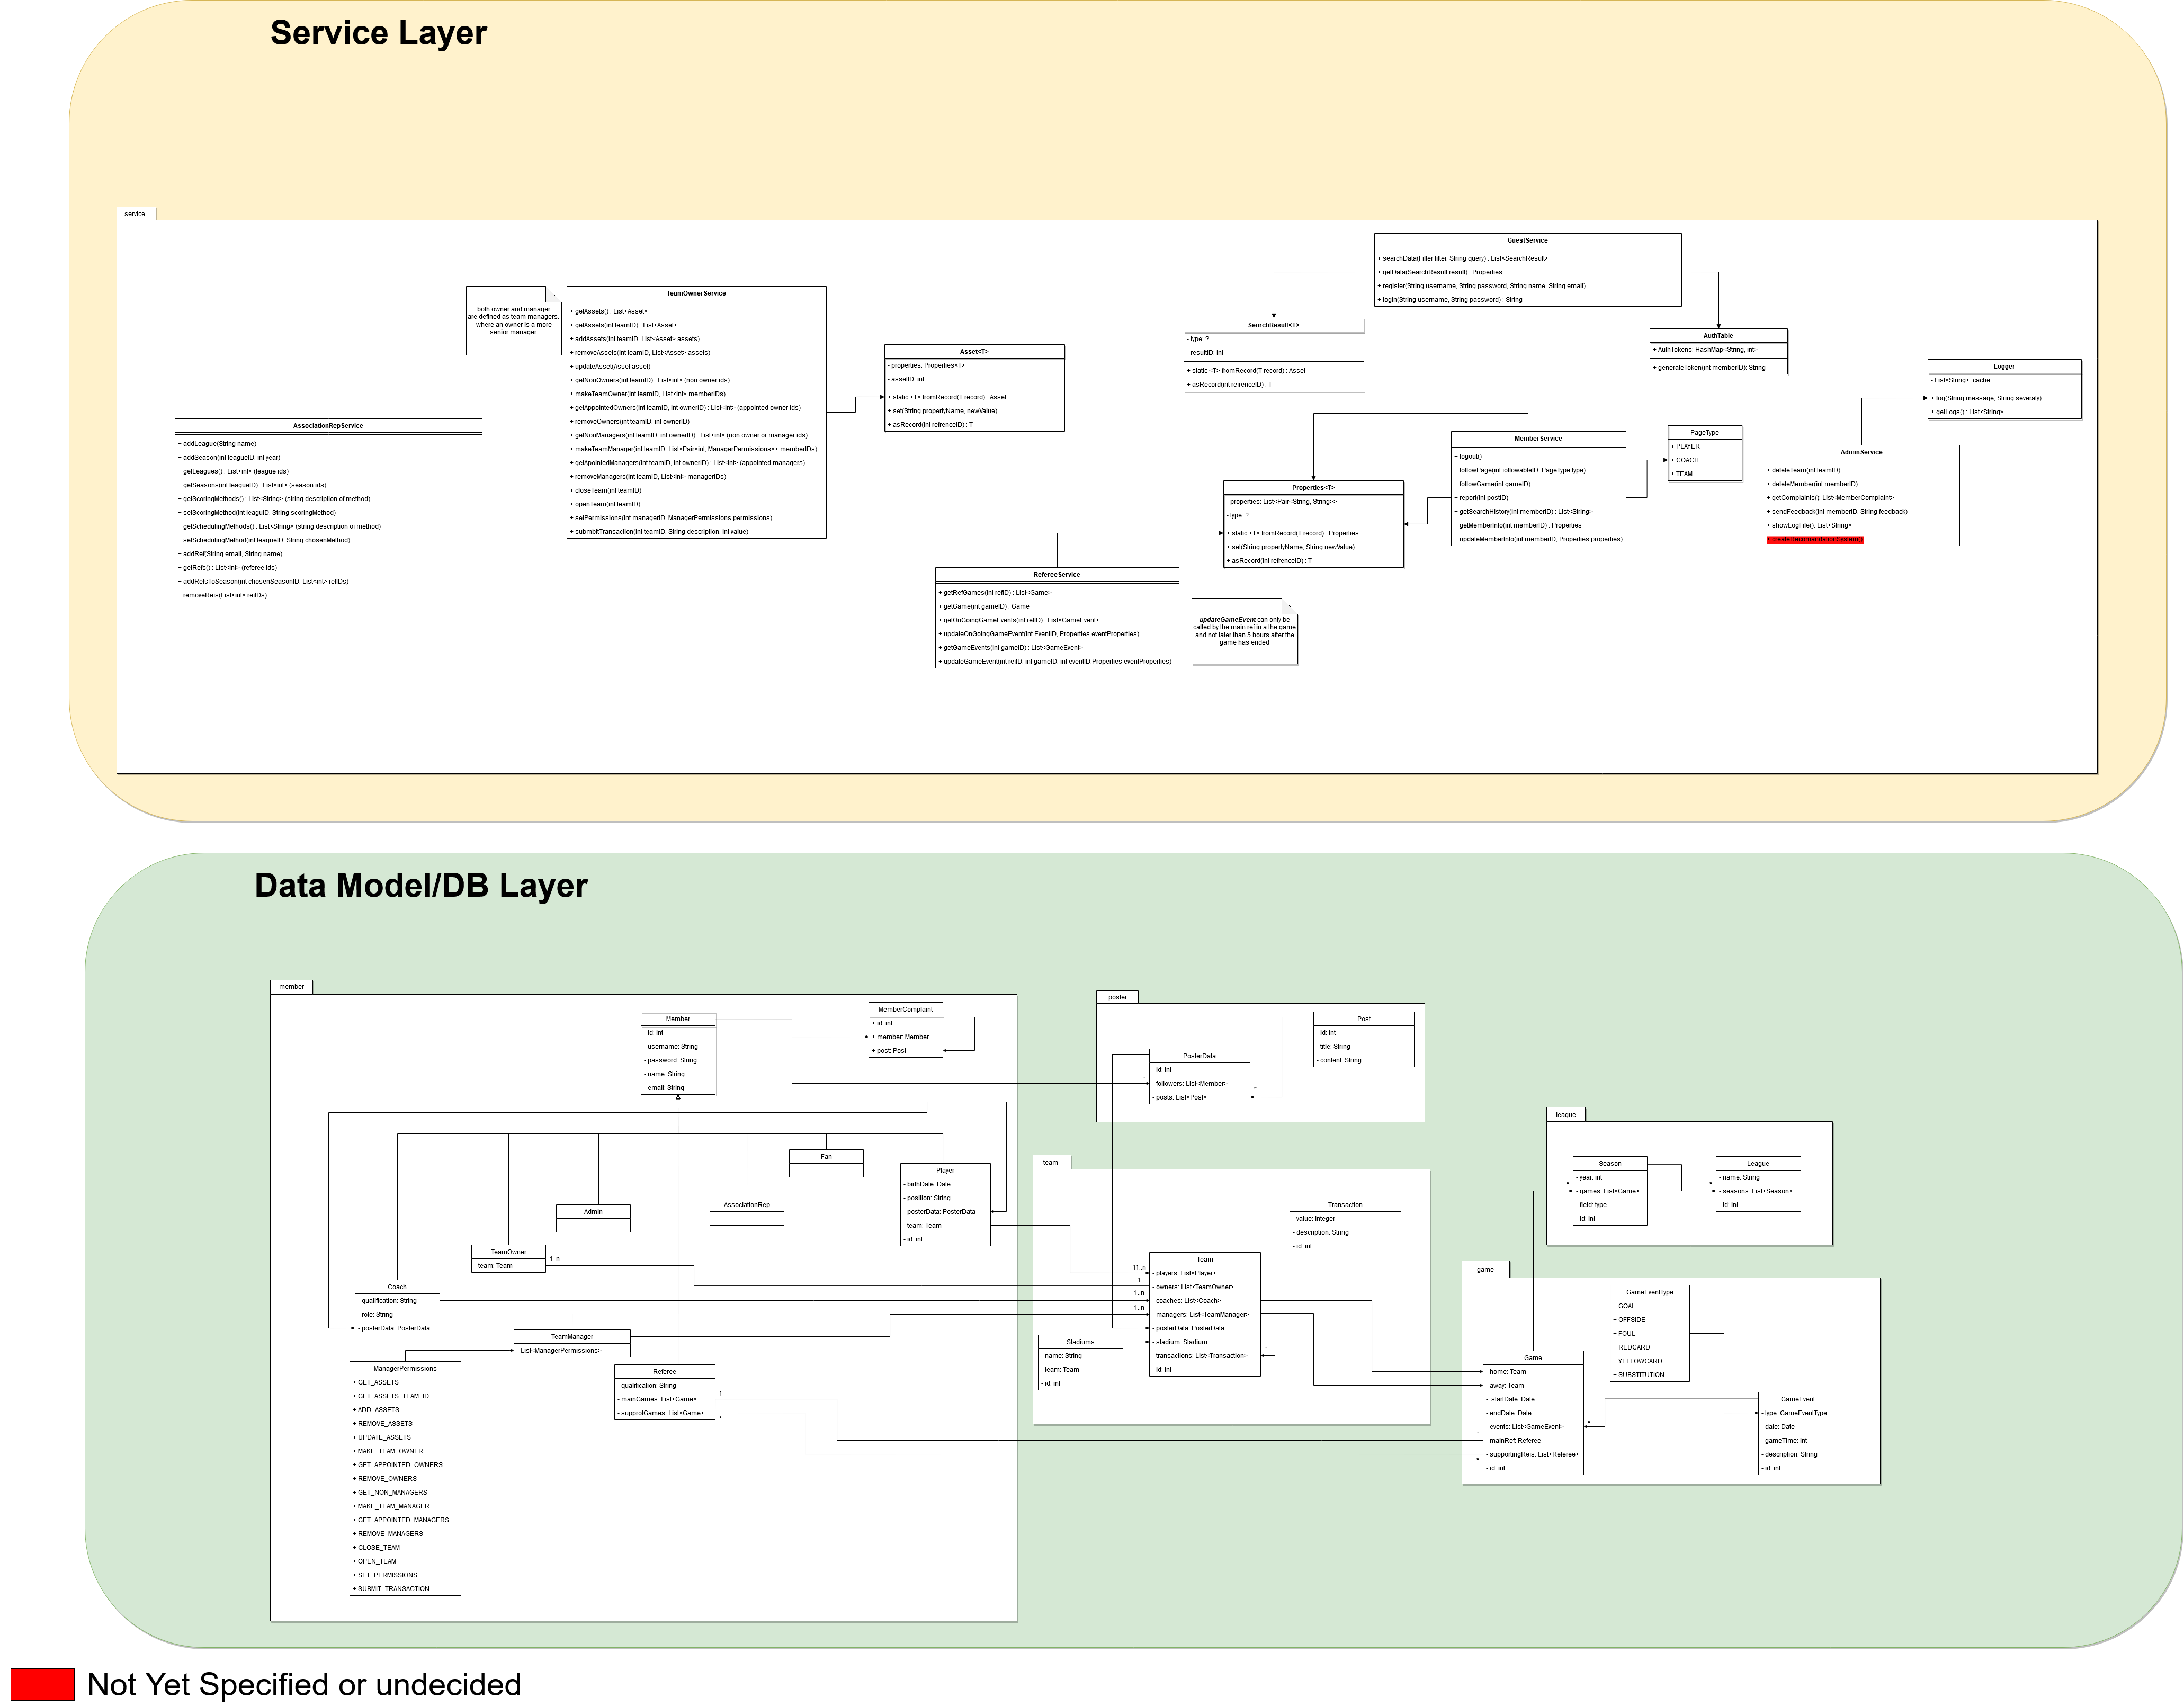 Service Layer
service
GuestService
+ searchData(Filter filter, String query) : List<SearchResult>
+ getData(SearchResult result) : Properties
+ register(String username, String password, String name, String email)
+ login(String username, String password) : String
both owner and manager
are defined as team managers.
where an owner is a more
senior manager.
TeamOwnerService
+ getAssets() : List<Asset>
+ getAssets(int teamID) : List<Asset>
+ addAssets(int teamID, List<Asset> assets)
+ removeAssets(int teamID, List<Asset> assets)
+ updateAsset(Asset asset)
+ getNonOwners(int teamID) : List<int> (non owner ids)
+ makeTeamOwner(int teamID, List<int> memberIDs)
+ getAppointedOwners(int teamID, int ownerID) : List<int> (appointed owner ids)
+ removeOwners(int teamID, int ownerID)
+ getNonManagers(int teamID, int ownerID) : List<int> (non owner or manager ids)
+ makeTeamManager(int teamID, List<Pair<int, ManagerPermissions>> memberIDs)
+ getApointedManagers(int teamID, int ownerID) : List<int> (appointed managers)
+ removeManagers(int teamID, List<int> managerIDs)
+ closeTeam(int teamID)
+ openTeam(int teamID)
+ setPermissions(int managerID, ManagerPermissions permissions)
+ submbitTransaction(int teamID, String description, int value)
Asset<T>
- properties: Properties<T>
- assetID: int
+ static <T> fromRecord(T record) : Asset
+ set(String propertyName, newValue)
+ asRecord(int refrenceID) : T
SearchResult<T>
- type: ?
- resultID: int
+ static <T> fromRecord(T record) : Asset
+ asRecord(int refrenceID) : T
AuthTable
+ AuthTokens: HashMap<String, int>
+ generateToken(int memberID): String
Logger
- List<String>: cache
+ log(String message, String severaty)
+ getLogs() : List<String>
AssociationRepService
+ addLeague(String name)
+ addSeason(int leagueID, int year)
+ getLeagues() : List<int> (league ids)
+ getSeasons(int leagueID) : List<int> (season ids)
+ getScoringMethods() : List<String> (string description of method)
+ setScoringMethod(int leaguID, String scoringMethod)
+ getSchedulingMethods() : List<String> (string description of method)
+ setSchedulingMethod(int leagueID, String chosenMethod)
+ addRef(String email, String name)
+ getRefs() : List<int> (referee ids)
+ addRefsToSeason(int chosenSeasonID, List<int> refIDs)
+ removeRefs(List<int> refIDs)
MemberService
+ logout()
+ followPage(int followableID, PageType type)
+ followGame(int gameID)
+ report(int postID)
+ getSearchHistory(int memberID) : List<String>
+ getMemberInfo(int memberID) : Properties
+ updateMemberInfo(int memberID, Properties properties)
PageType
+ PLAYER
+ COACH
+ TEAM
AdminService
+ deleteTeam(int teamID)
+ deleteMember(int memberID)
+ getComplaints(): List<MemberComplaint>
+ sendFeedback(int memberID, String feedback)
+ showLogFile(): List<String>
+ createRecomandationSystem()
Properties<T>
- properties: List<Pair<String, String>>
- type: ?
+ static <T> fromRecord(T record) : Properties
+ set(String propertyName, String newValue)
+ asRecord(int refrenceID) : T
RefereeService
+ getRefGames(int refID) : List<Game>
+ getGame(int gameID) : Game
+ getOnGoingGameEvents(int refID) : List<GameEvent>
+ updateOnGoingGameEvent(int EventID, Properties eventProperties)
+ getGameEvents(int gameID) : List<GameEvent>
+ updateGameEvent(int refID, int gameID, int eventID,Properties eventProperties)
updateGameEvent can only be
called by the main ref in a the game
and not later than 5 hours after the
game has ended
Data Model/DB Layer
member
Member
- id: int
- username: String
- password: String
- name: String
- email: String
MemberComplaint
+ id: int
+ member: Member
+ post: Post
poster
Post
- id: int
- title: String
- content: String
PosterData
- id: int
- followers: List<Member>
- posts: List<Post>
*
*
Fan
Player
- birthDate: Date
- position: String
- posterData: PosterData
- team: Team
- id: int
Admin
AssociationRep
TeamOwner
- team: Team
1..n
Coach
- qualification: String
- role: String
- posterData: PosterData
TeamManager
- List<ManagerPermissions>
Referee
- qualification: String
- mainGames: List<Game>
- supprotGames: List<Game>
1
*
ManagerPermissions
+ GET_ASSETS
+ GET_ASSETS_TEAM_ID
+ ADD_ASSETS
+ REMOVE_ASSETS
+ UPDATE_ASSETS
+ MAKE_TEAM_OWNER
+ GET_APPOINTED_OWNERS
+ REMOVE_OWNERS
+ GET_NON_MANAGERS
+ MAKE_TEAM_MANAGER
+ GET_APPOINTED_MANAGERS
+ REMOVE_MANAGERS
+ CLOSE_TEAM
+ OPEN_TEAM
+ SET_PERMISSIONS
+ SUBMIT_TRANSACTION
team
Transaction
- value: integer
- description: String
- id: int
Team
- players: List<Player>
- owners: List<TeamOwner>
- coaches: List<Coach>
- managers: List<TeamManager>
- posterData: PosterData
- stadium: Stadium
- transactions: List<Transaction>
- id: int
11..n
1
1..n
1..n
*
Stadiums
- name: String
- team: Team
- id: int
league
Season
- year: int
- games: List<Game>
- field: type
- id: int
*
League
- name: String
- seasons: List<Season>
- id: int
*
game
GameEventType
+ GOAL
+ OFFSIDE
+ FOUL
+ REDCARD
+ YELLOWCARD
+ SUBSTITUTION
Game
- home: Team
- away: Team
- startDate: Date
- endDate: Date
- events: List<GameEvent>
- mainRef: Referee
- supportingRefs: List<Referee>
- id: int
*
*
*
GameEvent
- type: GameEventType
- date: Date
- gameTime: int
- description: String
- id: int
Not Yet Specified or undecided